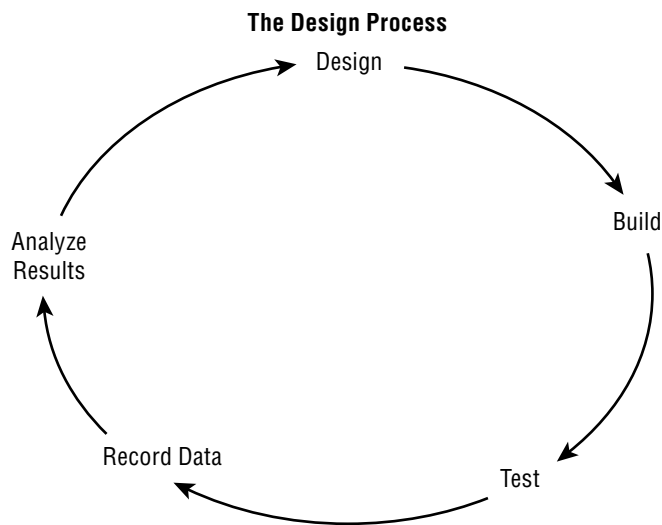 The Design Process
Design
Build
Test
Record Data
Analyze
Results